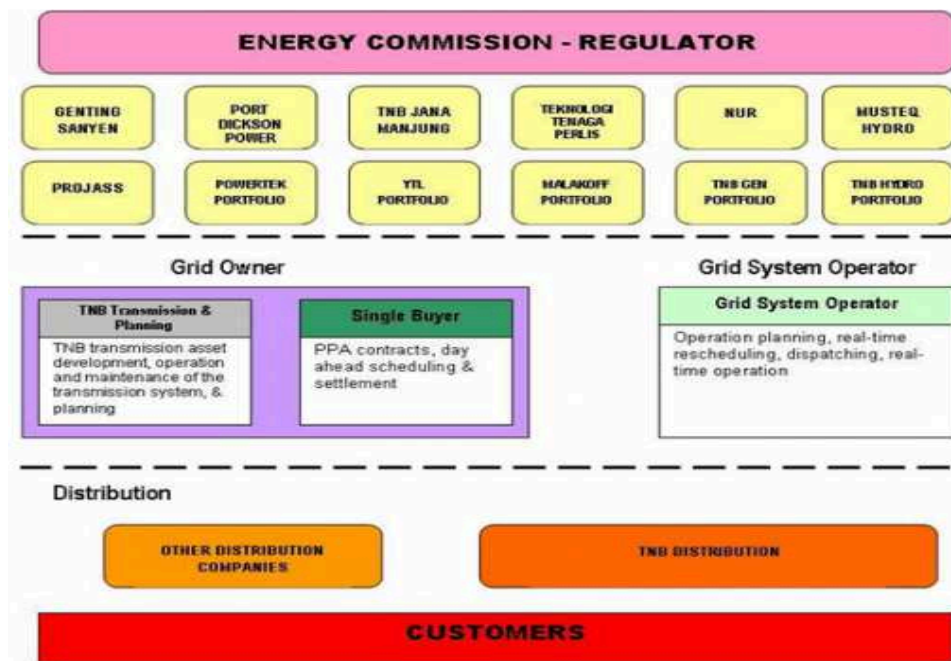 ENERGY COMMISSION - REGULATOR
GENTING
SANYEN
PORT
DICKSON
POWER
TNB JANA
MANJUNG
TEKNOLOGI
TENAGA
PERLIS
NUR
MUSTEQ
HYDRO
PROJASS
POWERTEK
PORTFOLIO
YTL
PORTFOLIO
MALAKOFF
PORTFOLIO
TNB GEN
PORTFOLIO
TNB HYDRO
PORTFOLIO
Grid Owner
Grid System Operator
TNB Transmission &
Planning
TNB transmission asset
development, operation
and maintenance of the
transmission system, &
planning
Single Buyer
PPA contracts, day
ahead scheduling &
settlement
Grid System Operator
Operation planning, real-time
rescheduling, dispatching, real-
time operation
Distribution
OTHER DISTRIBUTION
COMPANIES
TNB DISTRIBUTION
CUSTOMERS